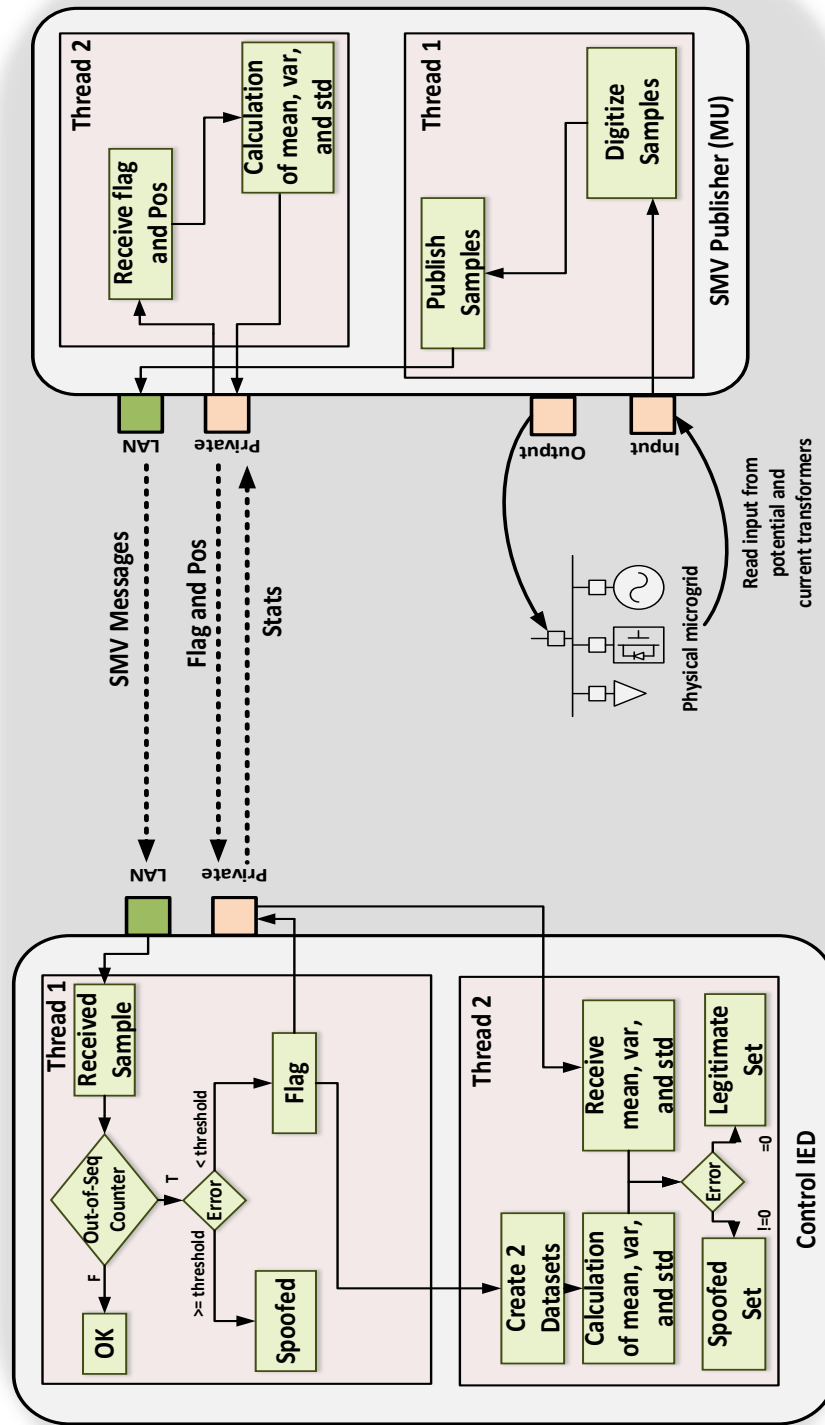 Thread 1
Received
Sample
Out-of-Seq
Counter
F
T
OK
Error
>= threshold
< threshold
Spoofed
Flag
Thread 2
Create 2
Datasets
Calculation
of mean, var,
and std
Receive
mean, var,
and std
Error
!=0
=0
Spoofed
Set
Legitimate
Set
Control IED
LAN
Private
SMV Messages
Flag and Pos
Stats
LAN
Private
Output
Input
Physical microgrid
Read input from
potential and
current transformers
Thread 2
Receive flag
and Pos
Calculation
of mean, var,
and std
Thread 1
Publish
Samples
Digitize
Samples
SMV Publisher (MU)